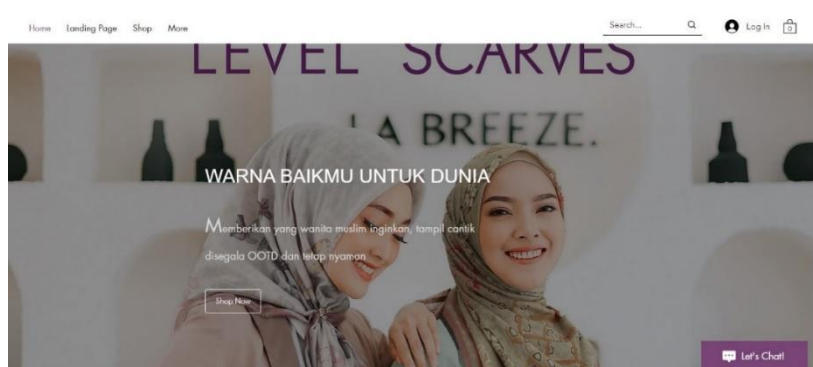 Home Landing Page Shop More Search... Log In 0
LEVEL SCARVES
LA BREEZE.
WARNA BAIKMU UNTUK DUNIA
Memberikan yang wanita muslim inginkan, tampil cantik
disegala OOTD dan tetap nyaman
Shop Now
Let's Chat!